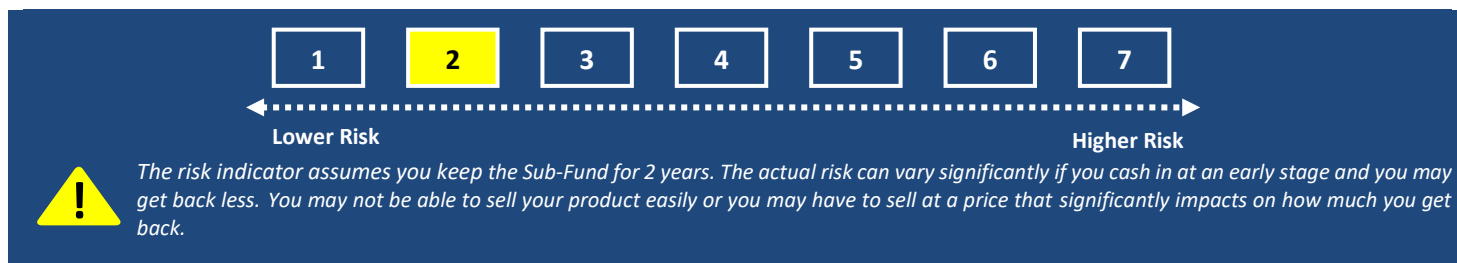 1 2 3 4 5 6 7
Lower Risk Higher Risk
The risk indicator assumes you keep the Sub-Fund for 2 years. The actual risk can vary significantly if you cash in at an early stage and you may
get back less. You may not be able to sell your product easily or you may have to sell at a price that significantly impacts on how much you get
back.